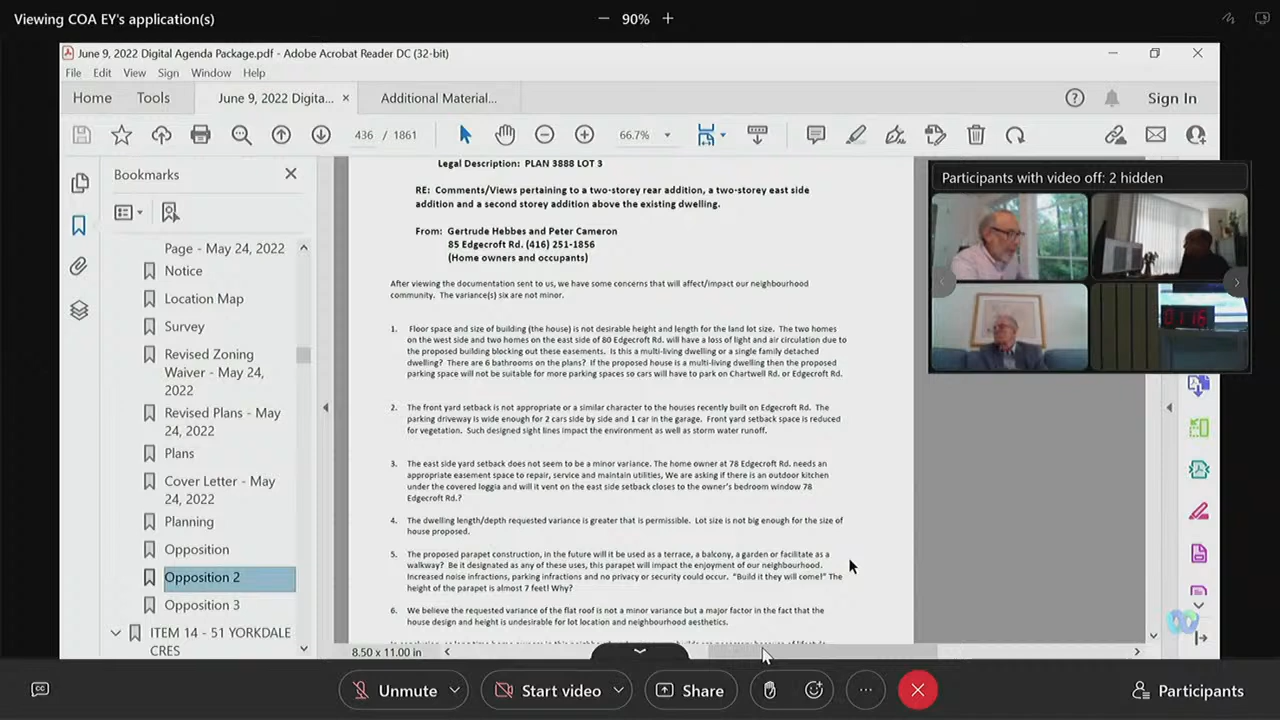 Viewing COA EY's application(s)
90%
June 9, 2022 Digital Agenda Package.pdf - Adobe Acrobat Reader DC (32-bit)
File Edit View Sign Window Help
Home Tools June 9, 2022 Digita... × Additional Material... Sign In
436 / 1861 66.7%
Bookmarks
Page - May 24, 2022
Notice
Location Map
Survey
Revised Zoning
Waiver - May 24,
2022
Revised Plans - May
24, 2022
Plans
Cover Letter - May
24, 2022
Planning
Opposition
Opposition 2
Opposition 3
ITEM 14 - 51 YORKDALE
CRES
Legal Description: PLAN 3888 LOT 3
RE: Comments/Views pertaining to a two-storey rear addition, a two-storey east side
addition and a second storey addition above the existing dwelling.
From: Gertrude Hebbes and Peter Cameron
85 Edgecroft Rd. (416) 251-1856
(Home owners and occupants)
After viewing the documentation sent to us, we have some concerns that will affect/impact our neighbourhood
community. The variance(s) six are not minor.
1. Floor space and size of building (the house) is not desirable height and length for the land lot size. The two homes
on the west side and two homes on the east side of 80 Edgecroft Rd. will have a loss of light and air circulation due to
the proposed building blocking out these easements. Is this a multi-living dwelling or a single family detached
dwelling? There are 6 bathrooms on the plans? If the proposed house is a multi-living dwelling then the proposed
parking space will not be suitable for more parking spaces so cars will have to park on Chartwell Rd. or Edgecroft Rd.
2. The front yard setback is not appropriate or a similar character to the houses recently built on Edgecroft Rd. The
parking driveway is wide enough for 2 cars side by side and 1 car in the garage. Front yard setback space is reduced
for vegetation. Such designed sight lines impact the environment as well as storm water runoff.
3. The east side yard setback does not seem to be a minor variance. The home owner at 78 Edgecroft Rd. needs an
appropriate easement space to repair, service and maintain utilities, We are asking if there is an outdoor kitchen
under the covered loggia and will it vent on the east side setback closes to the owner's bedroom window 78
Edgecroft Rd.?
4. The dwelling length/depth requested variance is greater that is permissible. Lot size is not big enough for the size of
house proposed.
5. The proposed parapet construction, in the future will it be used as a terrace, a balcony, a garden or facilitate as a
walkway? Be it designated as any of these uses, this parapet will impact the enjoyment of our neighbourhood.
Increased noise infractions, parking infractions and no privacy or security could occur. "Build it they will come!" The
height of the parapet is almost 7 feet! Why?
6. We believe the requested variance of the flat roof is not a minor variance but a major factor in the fact that the
house design and height is undesirable for lot location and neighbourhood aesthetics.
8.50 x 11.00 in
Participants with video off: 2 hidden
01:16
Unmute Start video Share Participants